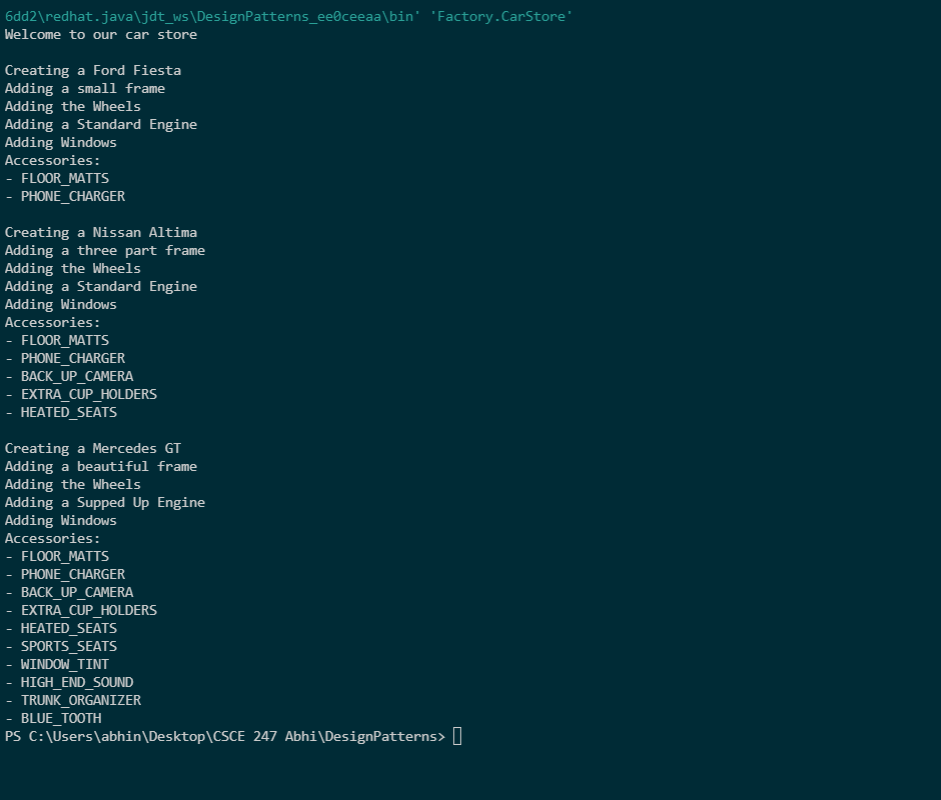 6dd2\redhat.java\jdt_ws\DesignPatterns_ee0ceeaa\bin' 'Factory.CarStore'
Welcome to our car store
Creating a Ford Fiesta
Adding a small frame
Adding the Wheels
Adding a Standard Engine
Adding Windows
Accessories:
- FLOOR_MATTS
- PHONE_CHARGER
Creating a Nissan Altima
Adding a three part frame
Adding the Wheels
Adding a Standard Engine
Adding Windows
Accessories:
- FLOOR_MATTS
- PHONE_CHARGER
- BACK_UP_CAMERA
- EXTRA_CUP_HOLDERS
- HEATED_SEATS
Creating a Mercedes GT
Adding a beautiful frame
Adding the Wheels
Adding a Supped Up Engine
Adding Windows
Accessories:
- FLOOR_MATTS
- PHONE_CHARGER
- BACK_UP_CAMERA
- EXTRA_CUP_HOLDERS
- HEATED_SEATS
- SPORTS_SEATS
- WINDOW_TINT
- HIGH_END_SOUND
- TRUNK_ORGANIZER
- BLUE_TOOTH
PS C:\Users\abhin\Desktop\CSCE 247 Abhi\DesignPatterns>